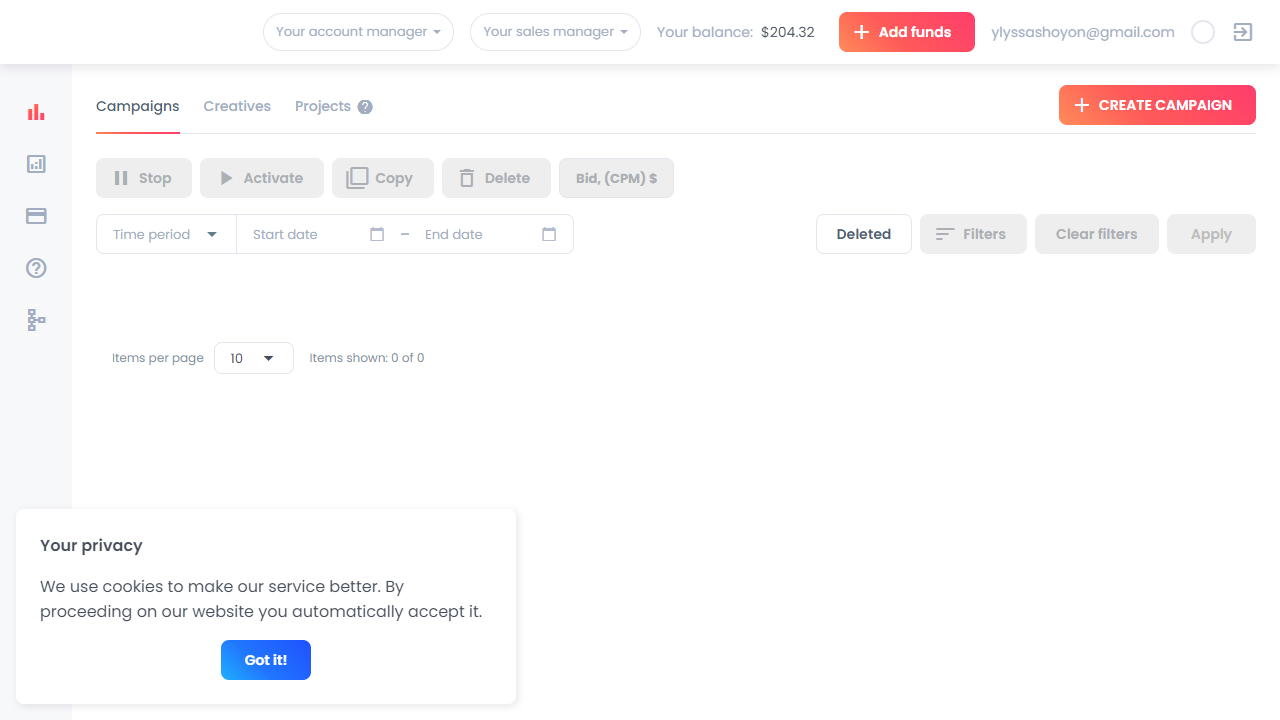 Your account manager
Your sales manager
Your balance: $204.32
Add funds
ylyssashoyon@gmail.com
Campaigns
Creatives
Projects
CREATE CAMPAIGN
Stop
Activate
Copy
Delete
Bid, (CPM) $
Time period
Start date
End date
Deleted
Filters
Clear filters
Apply
Items per page
10
Items shown: 0 of 0
Your privacy
We use cookies to make our service better. By
proceeding on our website you automatically accept it.
Got it!